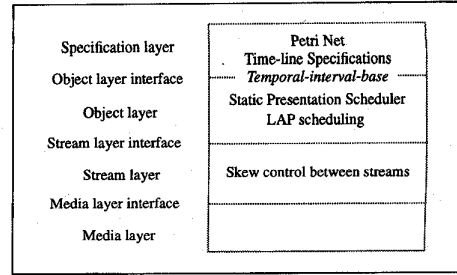 Specification layer
Petri Net
Time-line Specifications
Object layer interface
Temporal-interval-base
Object layer
Static Presentation Scheduler
LAP scheduling
Stream layer interface
Stream layer
Skew control between streams
Media layer interface
Media layer